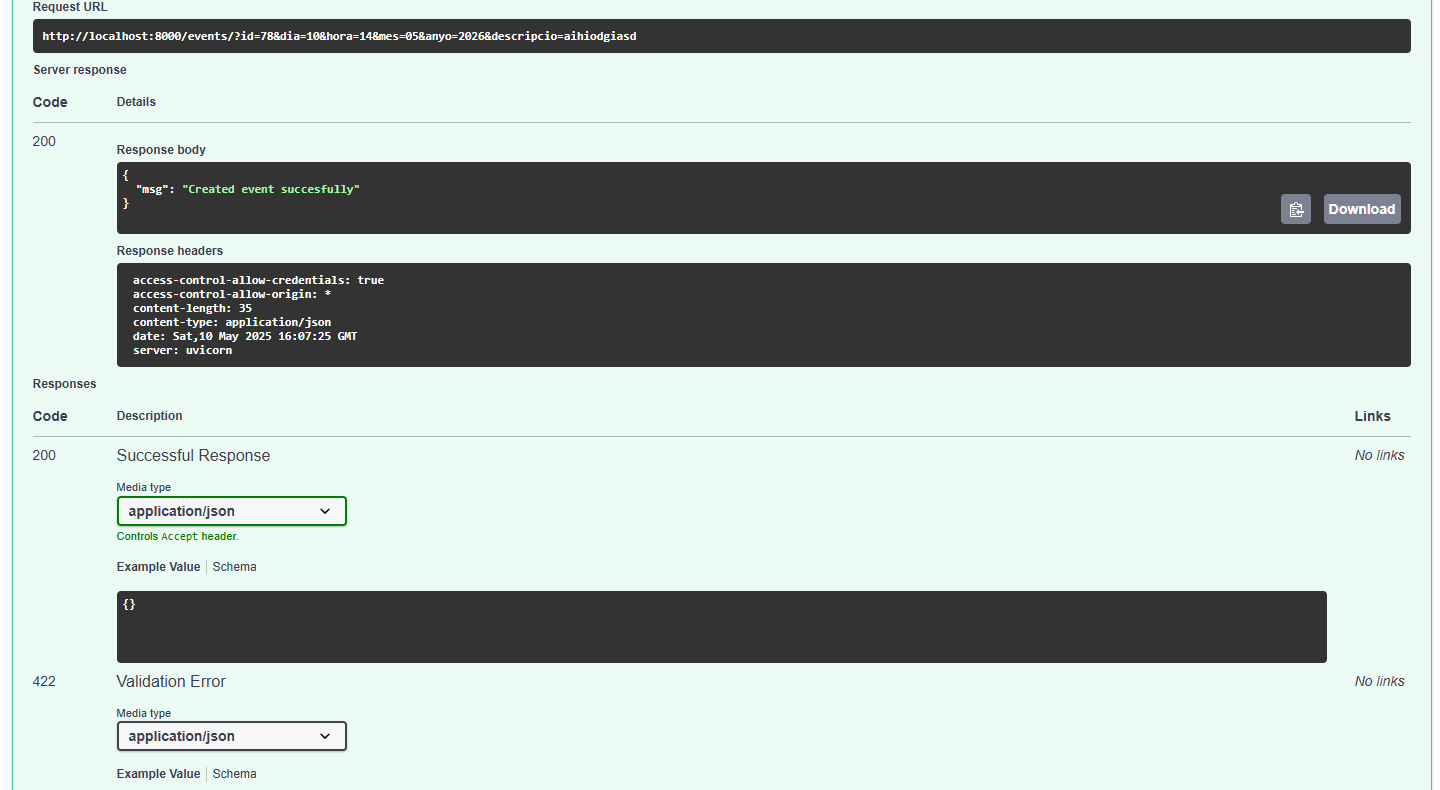 Request URL
http://localhost:8000/events/?id=78&dia=10&hora=14&mes=05&anyo=2026&descripcio=aihiodgiasd
Server response
Code Details
200
Response body
{
"msg": "Created event succesfully"
}
Download
Response headers
access-control-allow-credentials: true
access-control-allow-origin: *
content-length: 35
content-type: application/json
date: Sat,10 May 2025 16:07:25 GMT
server: uvicorn
Responses
Code Description Links
200 Successful Response No links
Media type
application/json
Controls Accept header.
Example Value Schema
{}
422 Validation Error No links
Media type
application/json
Example Value Schema